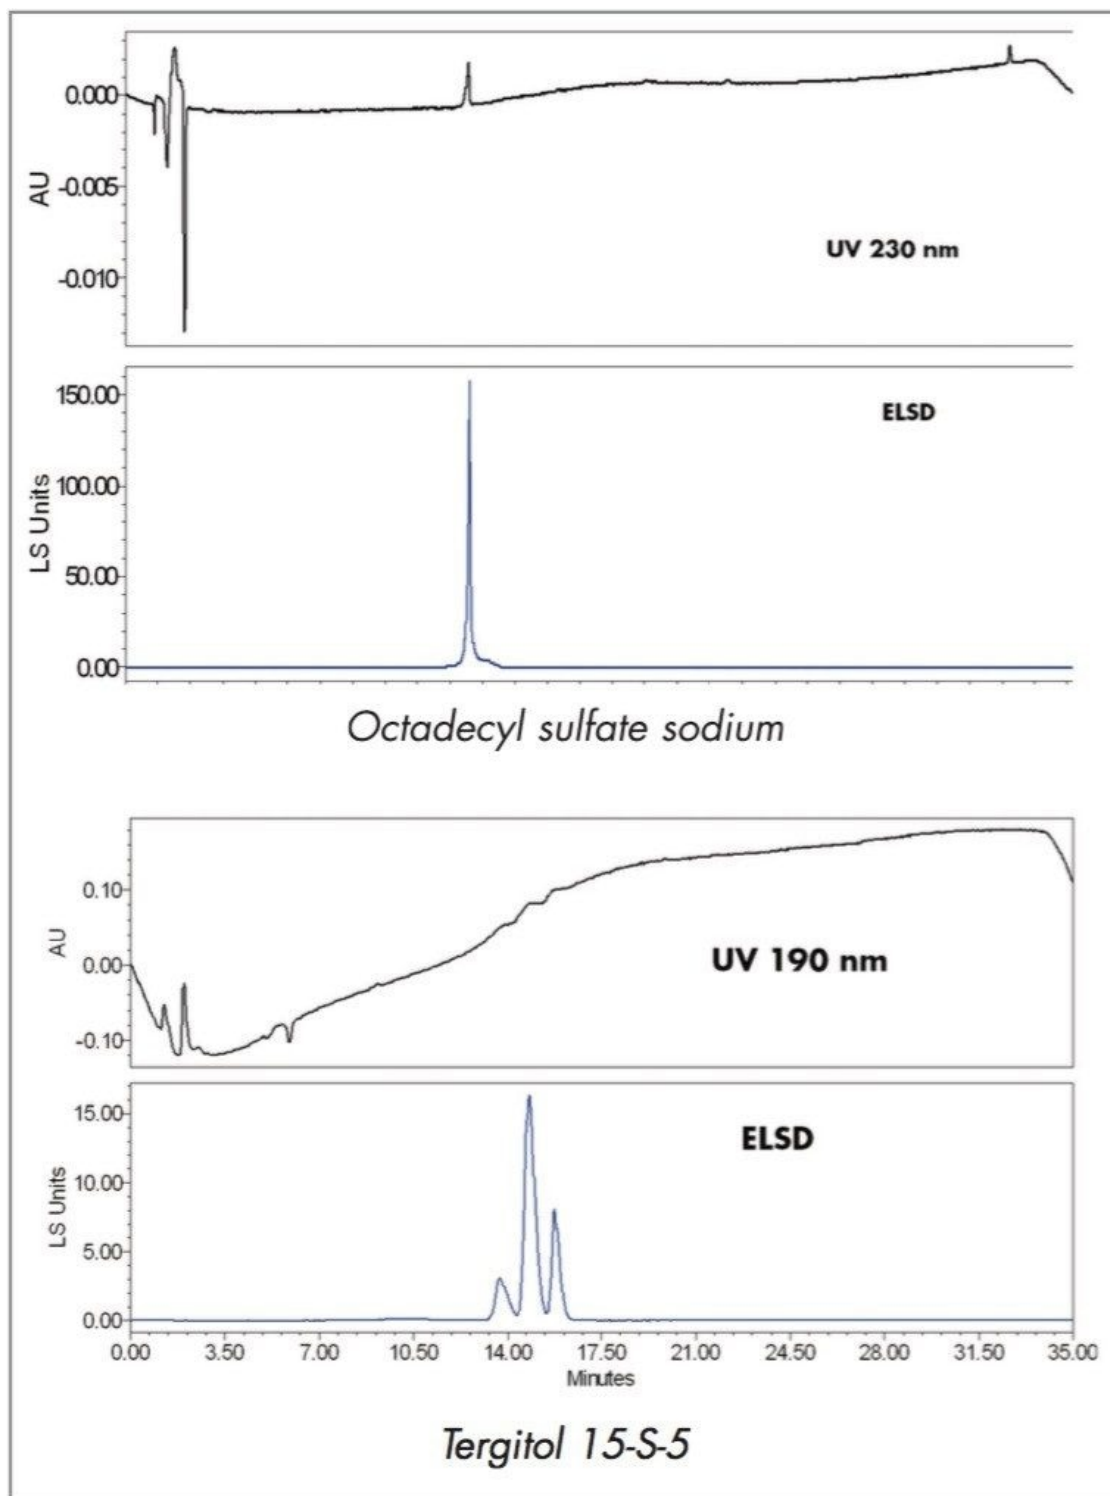 0.000
-0.005
-0.010
AU
UV 230 nm
150.00
100.00
50.00
0.00
LS Units
ELSD
Octadecyl sulfate sodium
0.10
0.00
-0.10
AU
UV 190 nm
15.00
10.00
5.00
0.00
LS Units
ELSD
0.00 3.50 7.00 10.50 14.00 17.50 21.00 24.50 28.00 31.50 35.00
Minutes
Tergitol 15-S-5